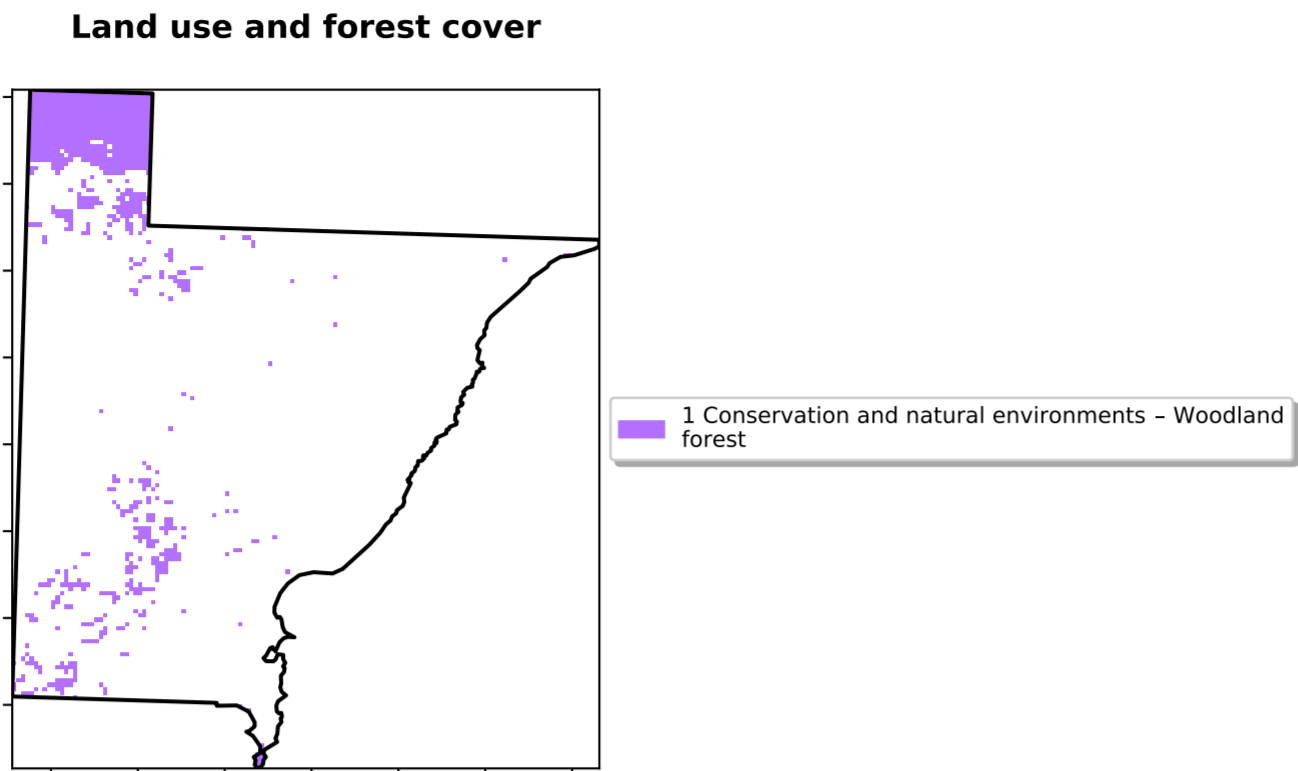 Land use and forest cover
1 Conservation and natural environments – Woodland
forest